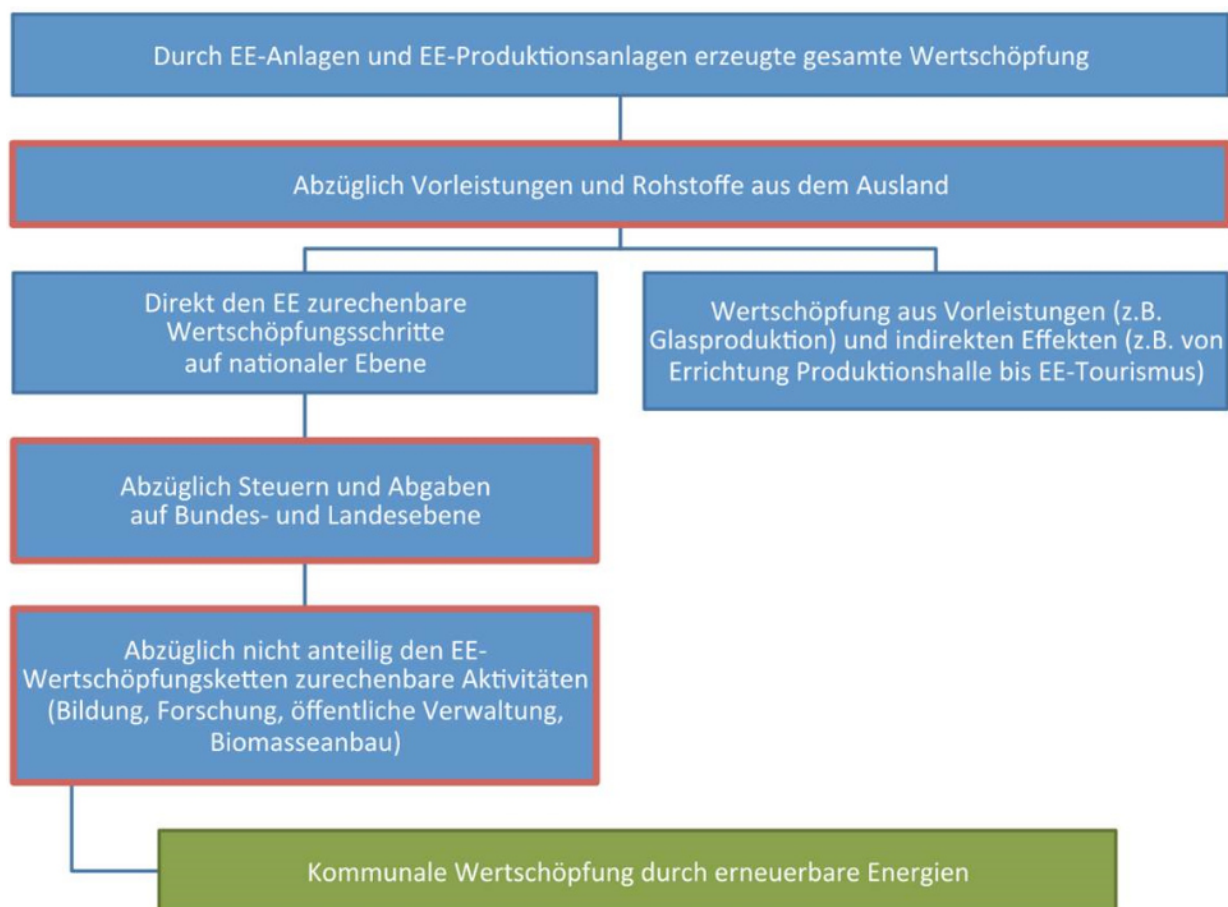 Durch EE-Anlagen und EE-Produktionsanlagen erzeugte gesamte Wertschöpfung
Abzüglich Vorleistungen und Rohstoffe aus dem Ausland
Direkt den EE zurechenbare
Wertschöpfungsschritte
auf nationaler Ebene
Wertschöpfung aus Vorleistungen (z.B.
Glasproduktion) und indirekten Effekten (z.B. von
Errichtung Produktionshalle bis EE-Tourismus)
Abzüglich Steuern und Abgaben
auf Bundes- und Landesebene
Abzüglich nicht anteilig den EE-
Wertschöpfungsketten zurechenbare Aktivitäten
(Bildung, Forschung, öffentliche Verwaltung,
Biomasseanbau)
Kommunale Wertschöpfung durch erneuerbare Energien